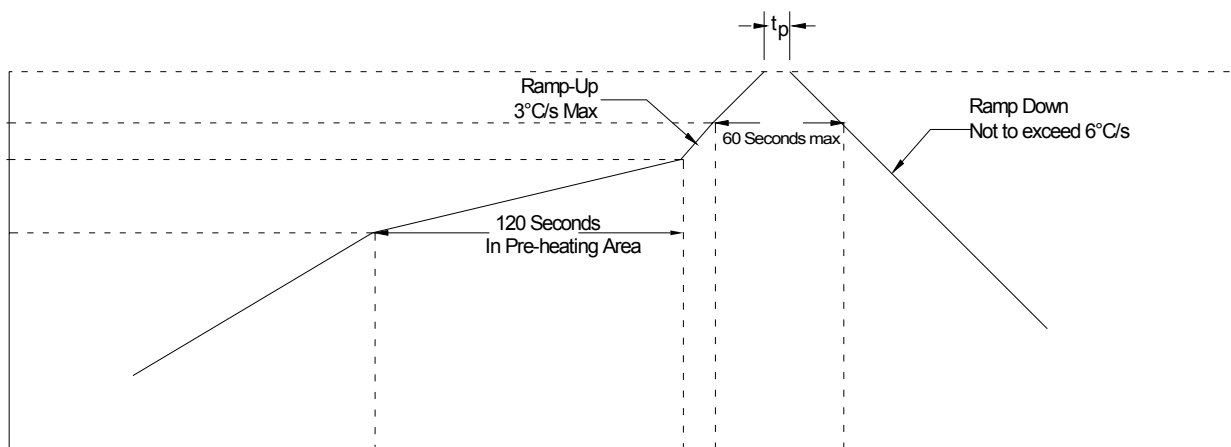 tp
Ramp-Up
3°C/s Max
Ramp Down
Not to exceed 6°C/s
60 Seconds max
120 Seconds
In Pre-heating Area